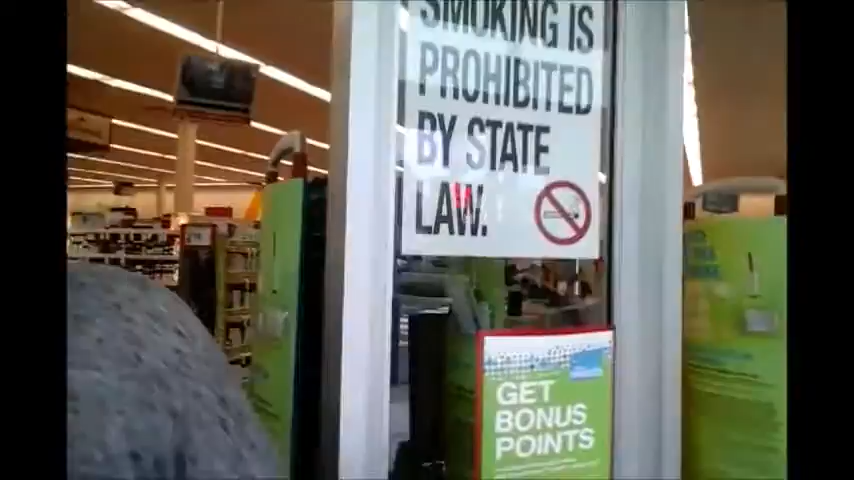 SMOKING IS
PROHIBITED
BY STATE
LAW.
GET
BONUS
POINTS